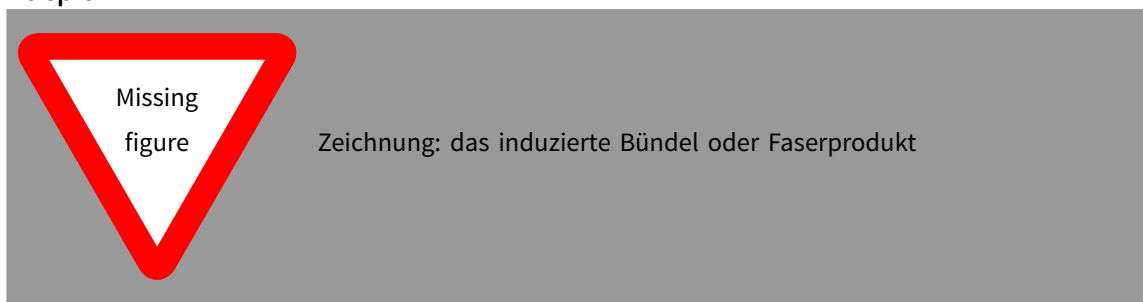 Missing
figure
Zeichnung: das induzierte Bündel oder Faserprodukt